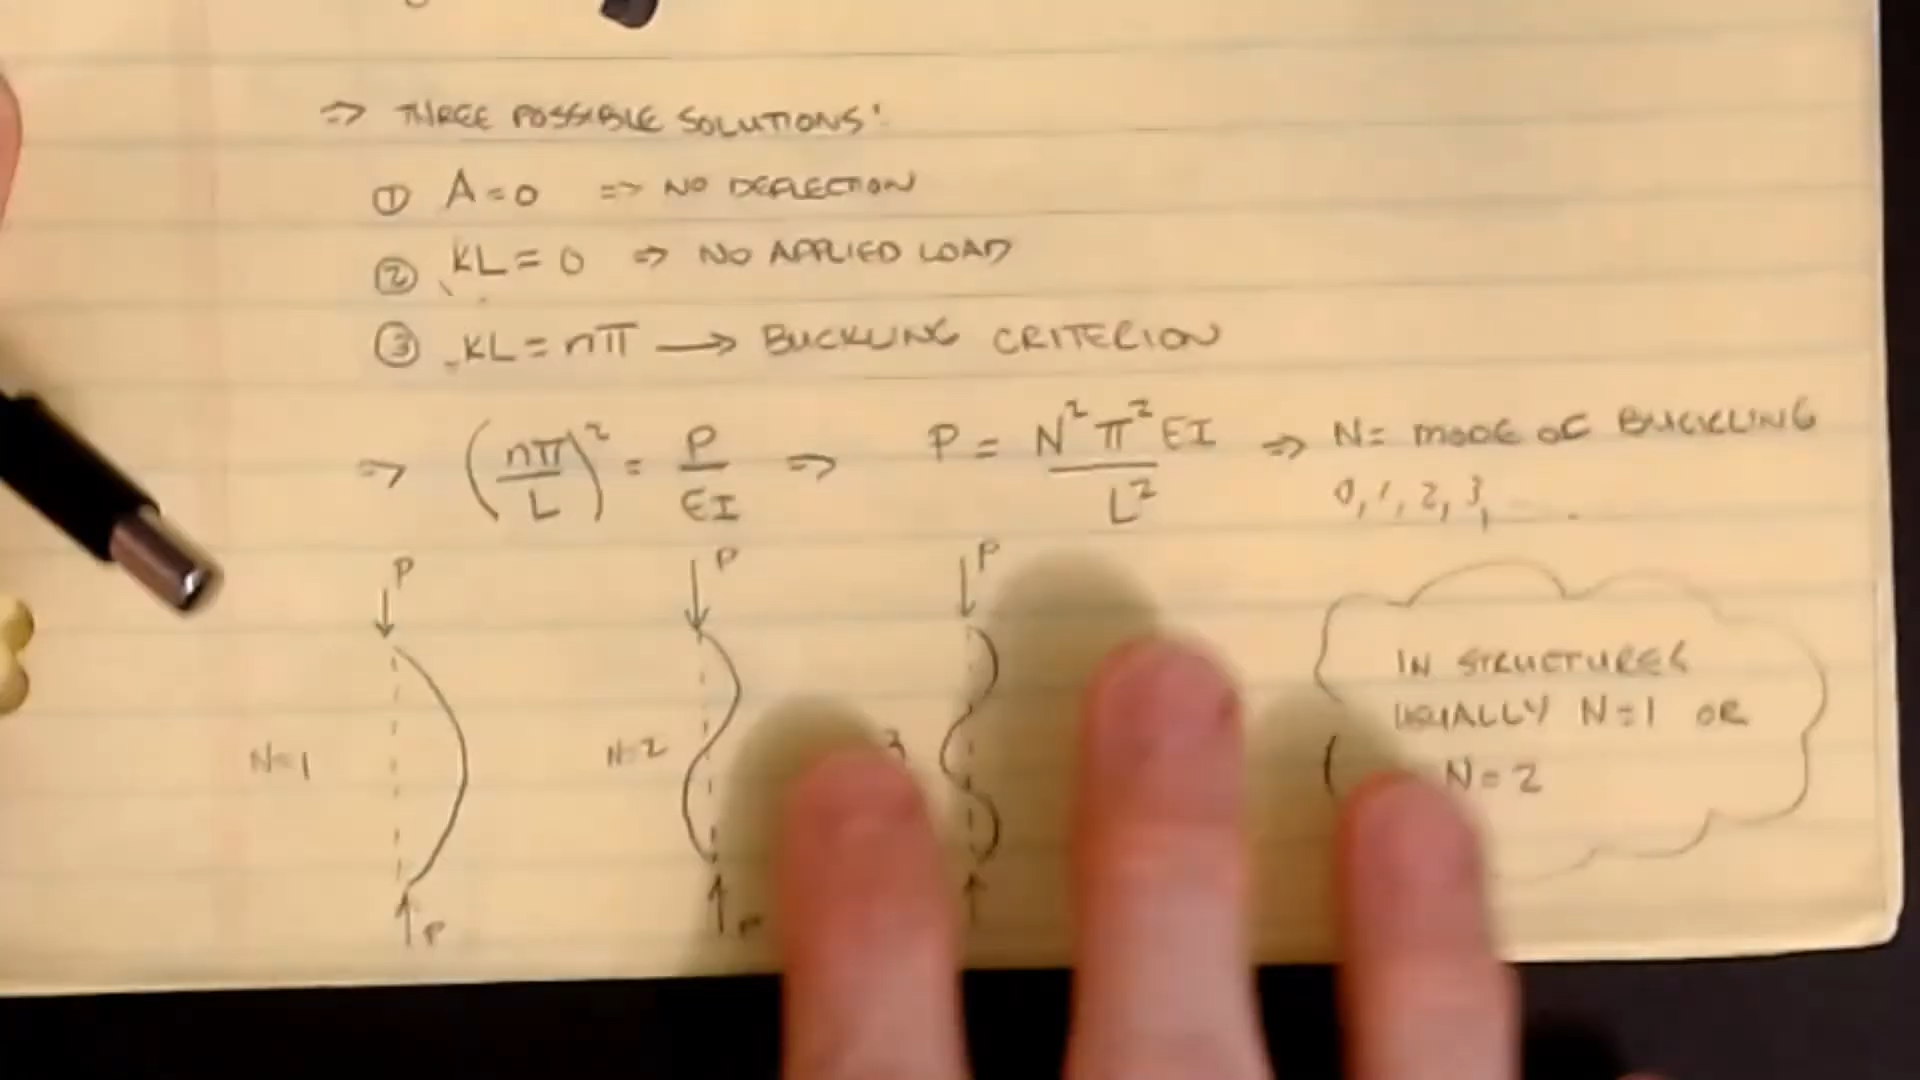 ⇒ THREE POSSIBLE SOLUTIONS:
① A=0 ⇒ NO DEFLECTION
② KL=0 ⇒ NO APPLIED LOAD
③ KL=nπ → BUCKLING CRITERION
⇒ (nπ/L)² = P/EI ⇒ P = N²π²EI/L² ⇒ N= MODE OF BUCKLING
0, 1, 2, 3, ...
P P P
IN STRUCTURES
USUALLY N=1 OR
N=2
N=1 N=2 3
P P